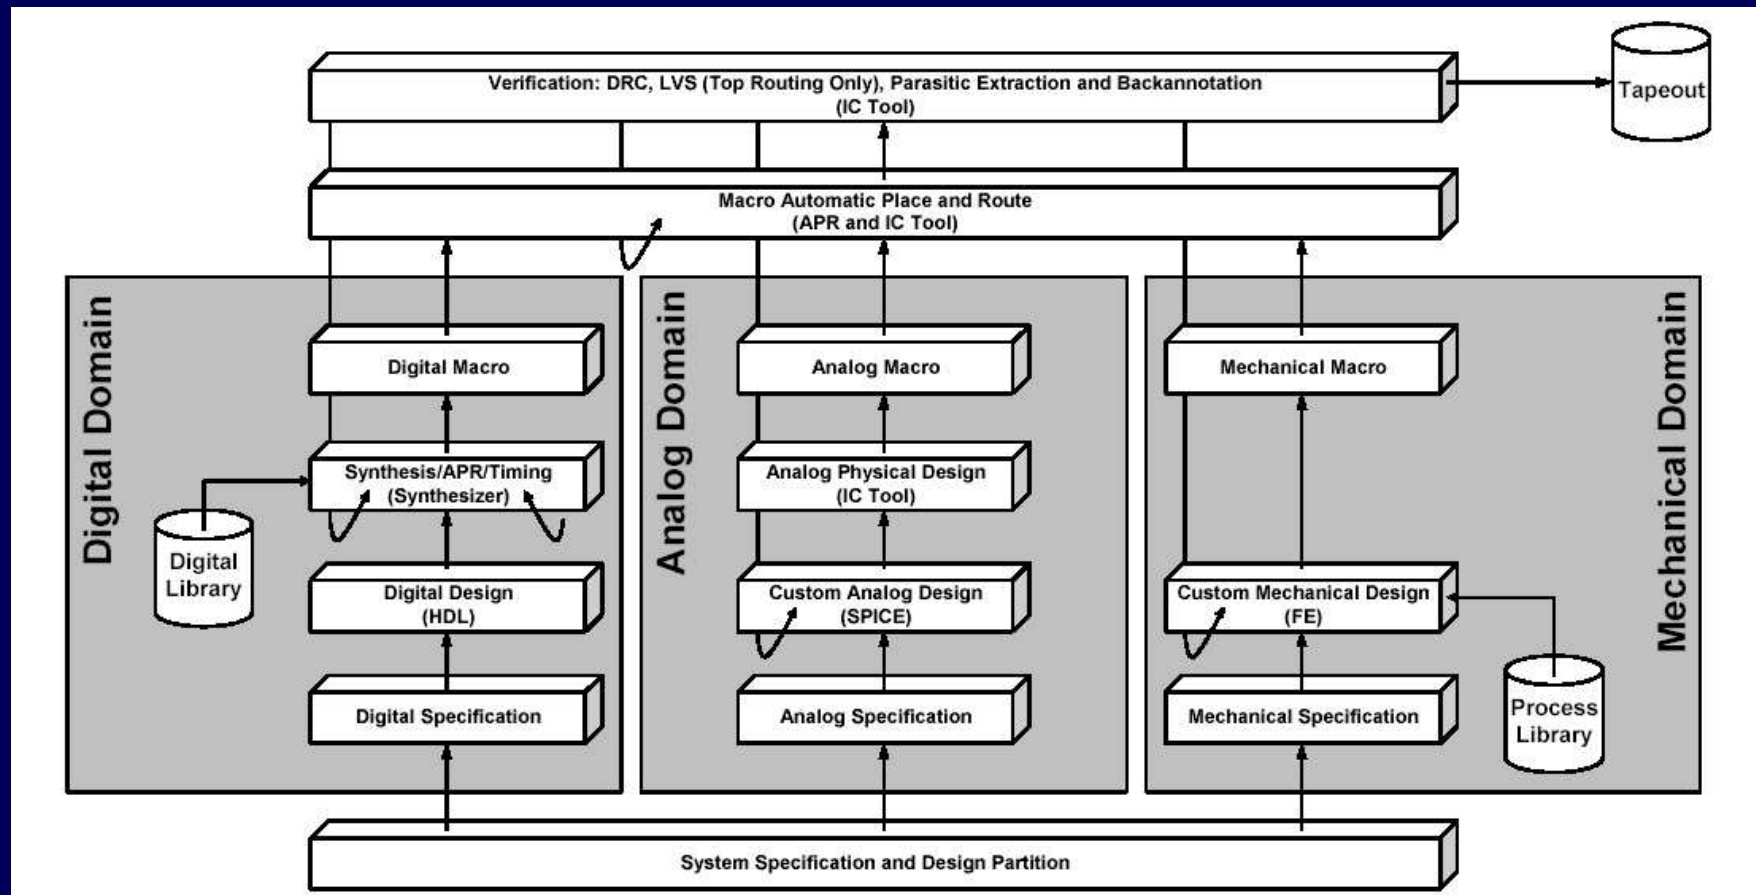 Verification: DRC, LVS (Top Routing Only), Parasitic Extraction and Backannotation
(IC Tool)
Tapeout
Macro Automatic Place and Route
(APR and IC Tool)
Digital Domain
Digital Macro
Synthesis/APR/Timing
(Synthesizer)
Digital
Library
Digital Design
(HDL)
Digital Specification
Analog Domain
Analog Macro
Analog Physical Design
(IC Tool)
Custom Analog Design
(SPICE)
Analog Specification
Mechanical Domain
Mechanical Macro
Custom Mechanical Design
(FE)
Mechanical Specification
Process
Library
System Specification and Design Partition